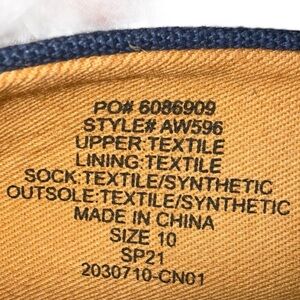 PO# 6086909
STYLE# AW596
UPPER:TEXTILE
LINING:TEXTILE
SOCK:TEXTILE/SYNTHETIC
OUTSOLE:TEXTILE/SYNTHETIC
MADE IN CHINA
SIZE 10
SP21
2030710-CN01